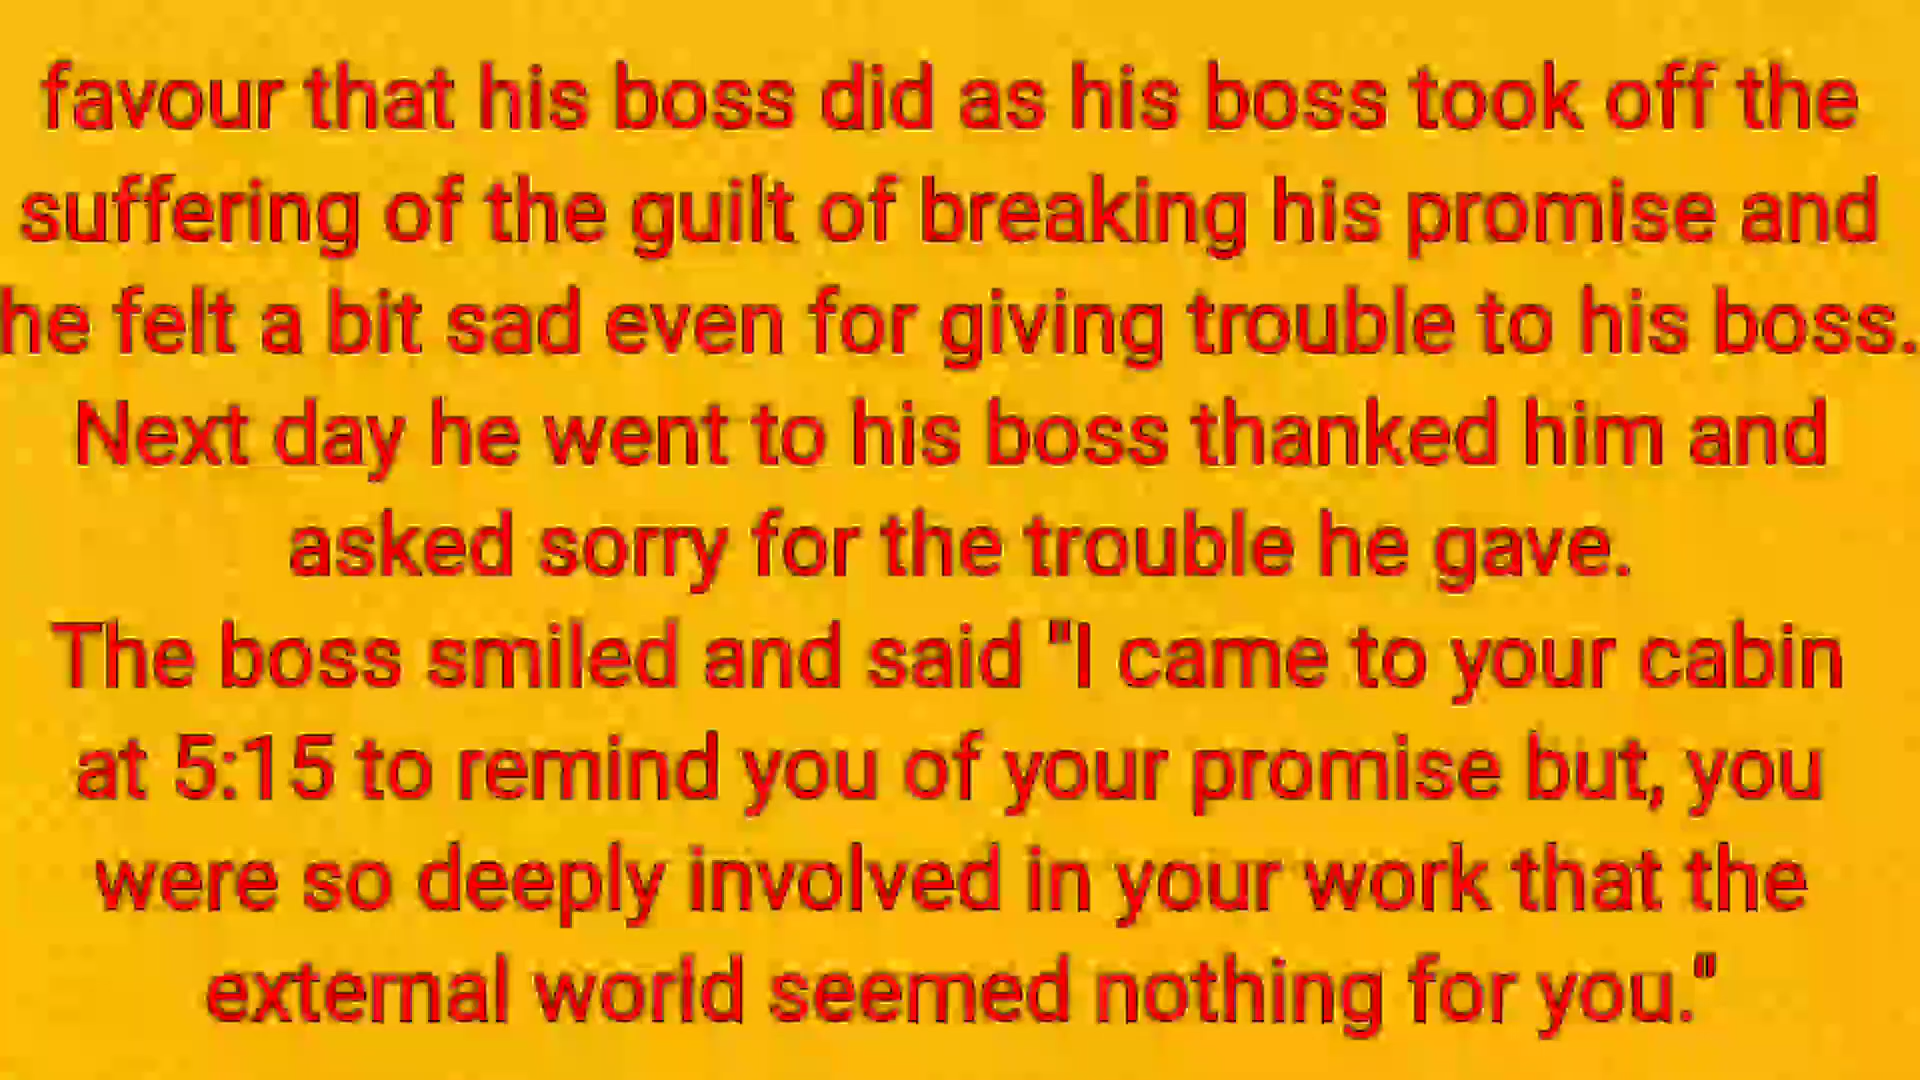 favour that his boss did as his boss took off the
suffering of the guilt of breaking his promise and
he felt a bit sad even for giving trouble to his boss.
Next day he went to his boss thanked him and
asked sorry for the trouble he gave.
The boss smiled and said "I came to your cabin
at 5:15 to remind you of your promise but, you
were so deeply involved in your work that the
external world seemed nothing for you."